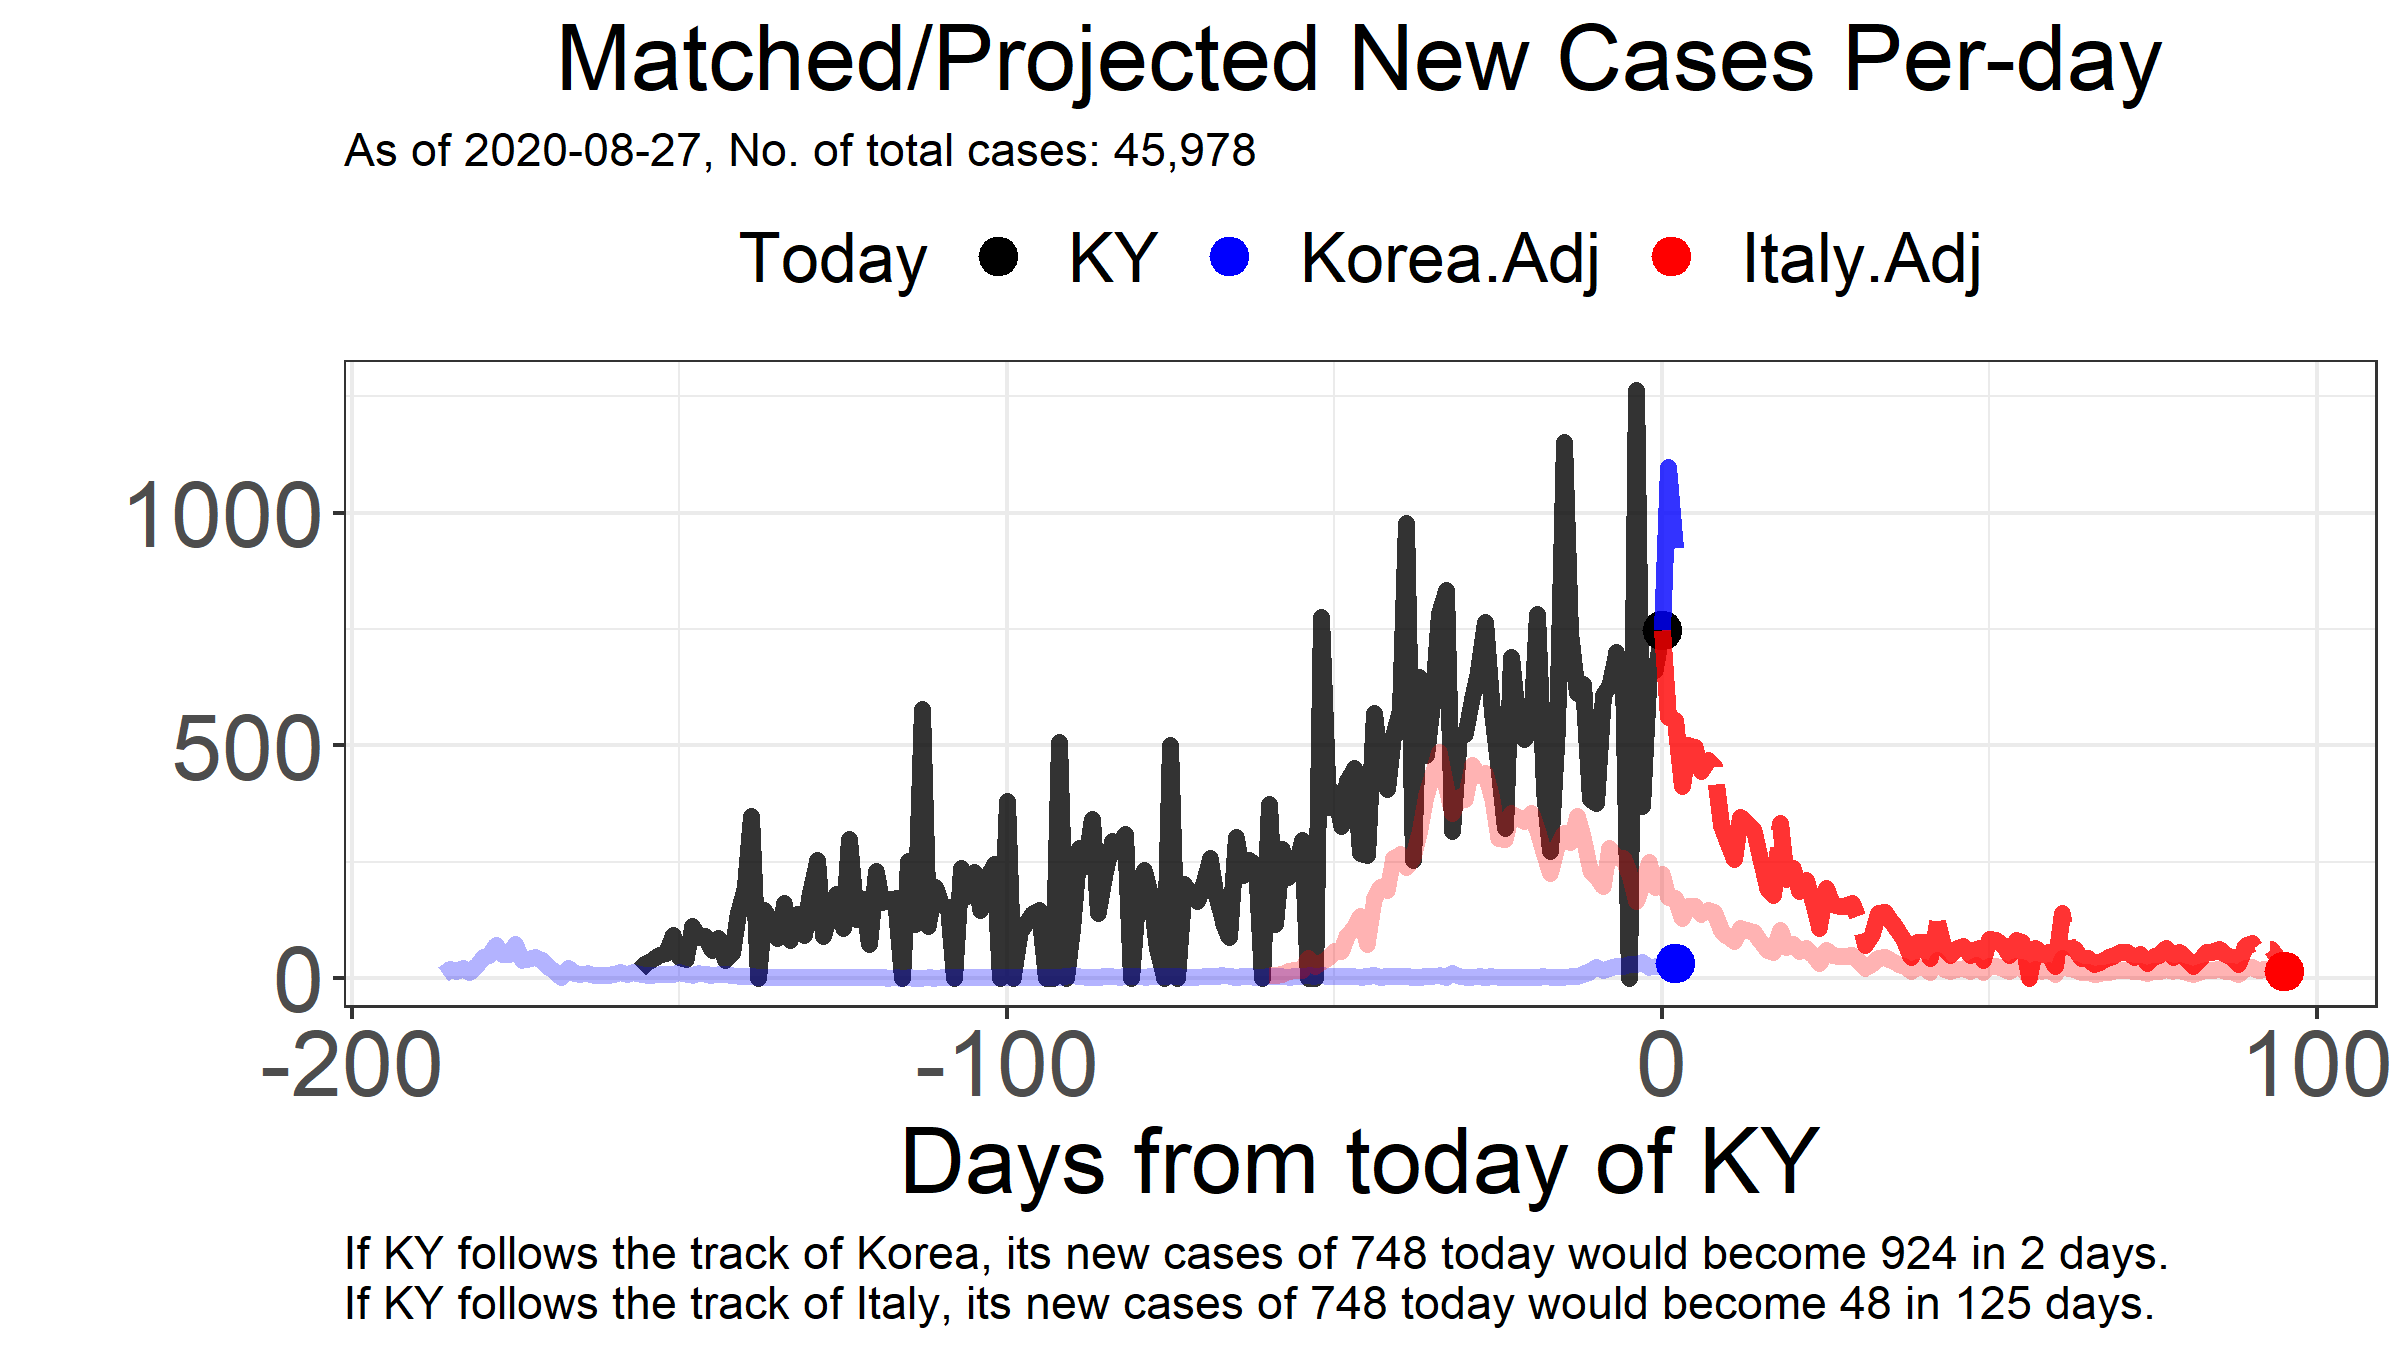 Matched/Projected New Cases Per-day
As of 2020-08-27, No. of total cases: 45,978
Today KY Korea.Adj Italy.Adj
1000
500
0
-200 -100 0 100
Days from today of KY
If KY follows the track of Korea, its new cases of 748 today would become 924 in 2 days.
If KY follows the track of Italy, its new cases of 748 today would become 48 in 125 days.